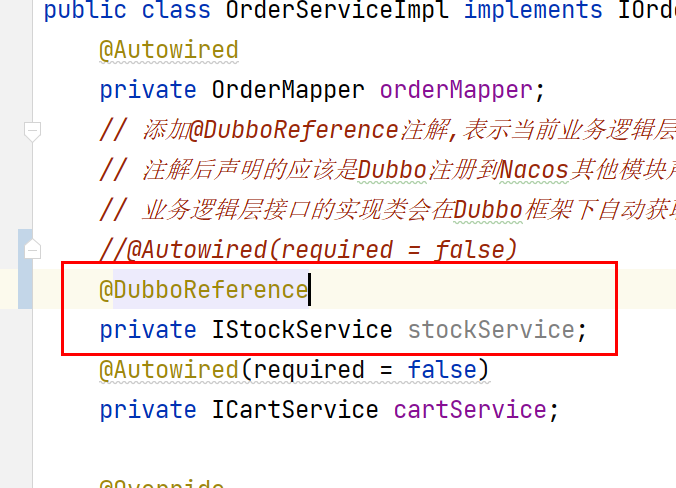 public class OrderServiceImpl implements IOrd
@Autowired
private OrderMapper orderMapper;
// 添加@DubboReference注解,表示当前业务逻辑层
// 注解后声明的应该是Dubbo注册到Nacos其他模块声
// 业务逻辑层接口的实现类会在Dubbo框架下自动获取
//@Autowired(required = false)
@DubboReference
private IStockService stockService;
@Autowired(required = false)
private ICartService cartService;
@Override